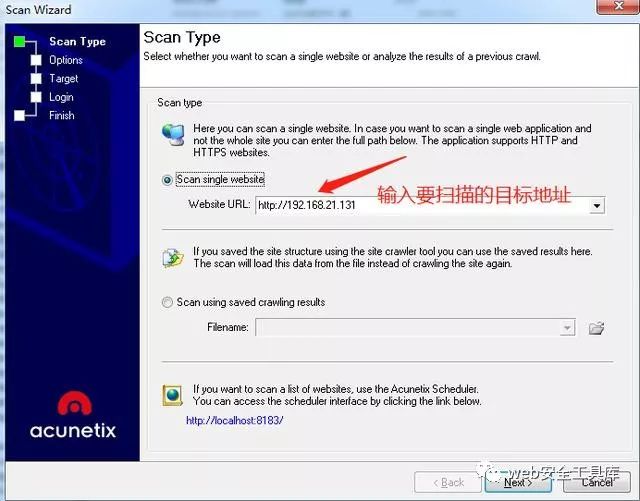 Scan Wizard
Scan Type
Options
Target
Login
Finish
Scan Type
Select whether you want to scan a single website or analyze the results of a previous crawl.
Scan type
Here you can scan a single website. In case you want to scan a single web application and
not the whole site you can enter the full path below. The application supports HTTP and
HTTPS websites.
Scan single website
输入要扫描的目标地址
Website URL: http://192.168.21.131
If you saved the site structure using the site crawler tool you can use the saved results here.
The scan will load this data from the file instead of crawling the site again.
Scan using saved crawling results
Filename:
If you want to scan a list of websites, use the Acunetix Scheduler.
You can access the scheduler interface by clicking the link below.
http://localhost:8183/
acunetix
< Back
Next >
Cancel
web安全工具库